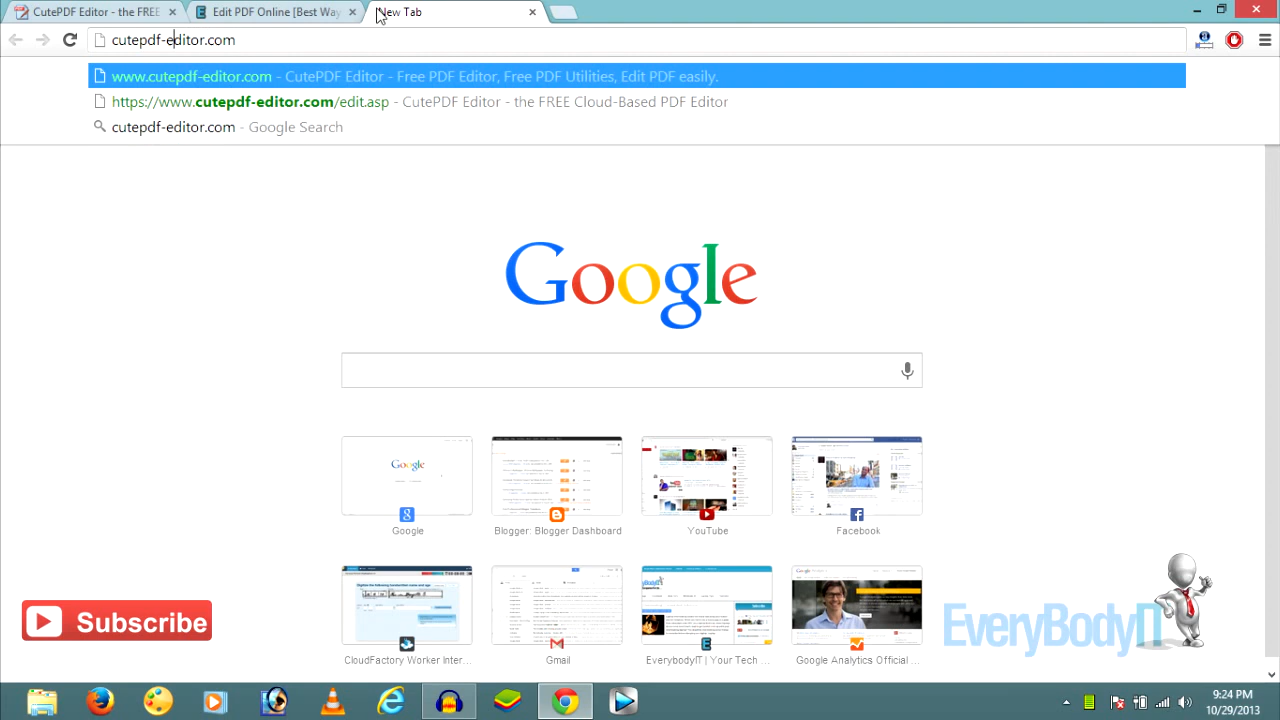 CutePDF Editor - the FREE
Edit PDF Online [Best Way
New Tab
cutepdf-editor.com
www.cutepdf-editor.com - CutePDF Editor - Free PDF Editor, Free PDF Utilities, Edit PDF easily.
https://www.cutepdf-editor.com/edit.asp - CutePDF Editor - the FREE Cloud-Based PDF Editor
cutepdf-editor.com - Google Search
Google
Google
Blogger: Blogger Dashboard
YouTube
Facebook
CloudFactory Worker Inter...
Gmail
EverybodyIT | Your Tech ...
Google Analytics Official ...
Subscribe
EveryBodyIT
9:24 PM
10/29/2013